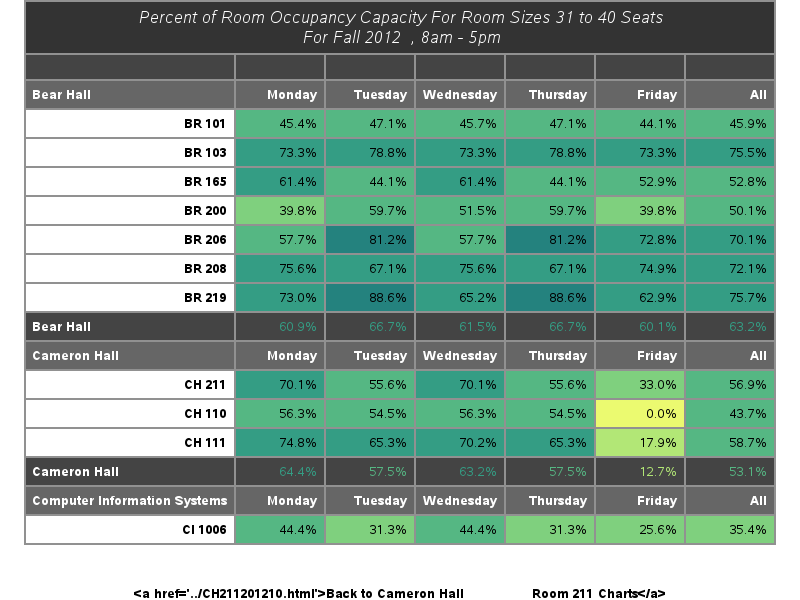 Percent of Room Occupancy Capacity For Room Sizes 31 to 40 Seats
For Fall 2012 , 8am - 5pm
Bear Hall Monday Tuesday Wednesday Thursday Friday All
BR 101 45.4% 47.1% 45.7% 47.1% 44.1% 45.9%
BR 103 73.3% 78.8% 73.3% 78.8% 73.3% 75.5%
BR 165 61.4% 44.1% 61.4% 44.1% 52.9% 52.8%
BR 200 39.8% 59.7% 51.5% 59.7% 39.8% 50.1%
BR 206 57.7% 81.2% 57.7% 81.2% 72.8% 70.1%
BR 208 75.6% 67.1% 75.6% 67.1% 74.9% 72.1%
BR 219 73.0% 88.6% 65.2% 88.6% 62.9% 75.7%
Bear Hall 60.9% 66.7% 61.5% 66.7% 60.1% 63.2%
Cameron Hall Monday Tuesday Wednesday Thursday Friday All
CH 211 70.1% 55.6% 70.1% 55.6% 33.0% 56.9%
CH 110 56.3% 54.5% 56.3% 54.5% 0.0% 43.7%
CH 111 74.8% 65.3% 70.2% 65.3% 17.9% 58.7%
Cameron Hall 64.4% 57.5% 63.2% 57.5% 12.7% 53.1%
Computer Information Systems Monday Tuesday Wednesday Thursday Friday All
CI 1006 44.4% 31.3% 44.4% 31.3% 25.6% 35.4%
<a href='../CH211201210.html'>Back to Cameron Hall Room 211 Charts</a>